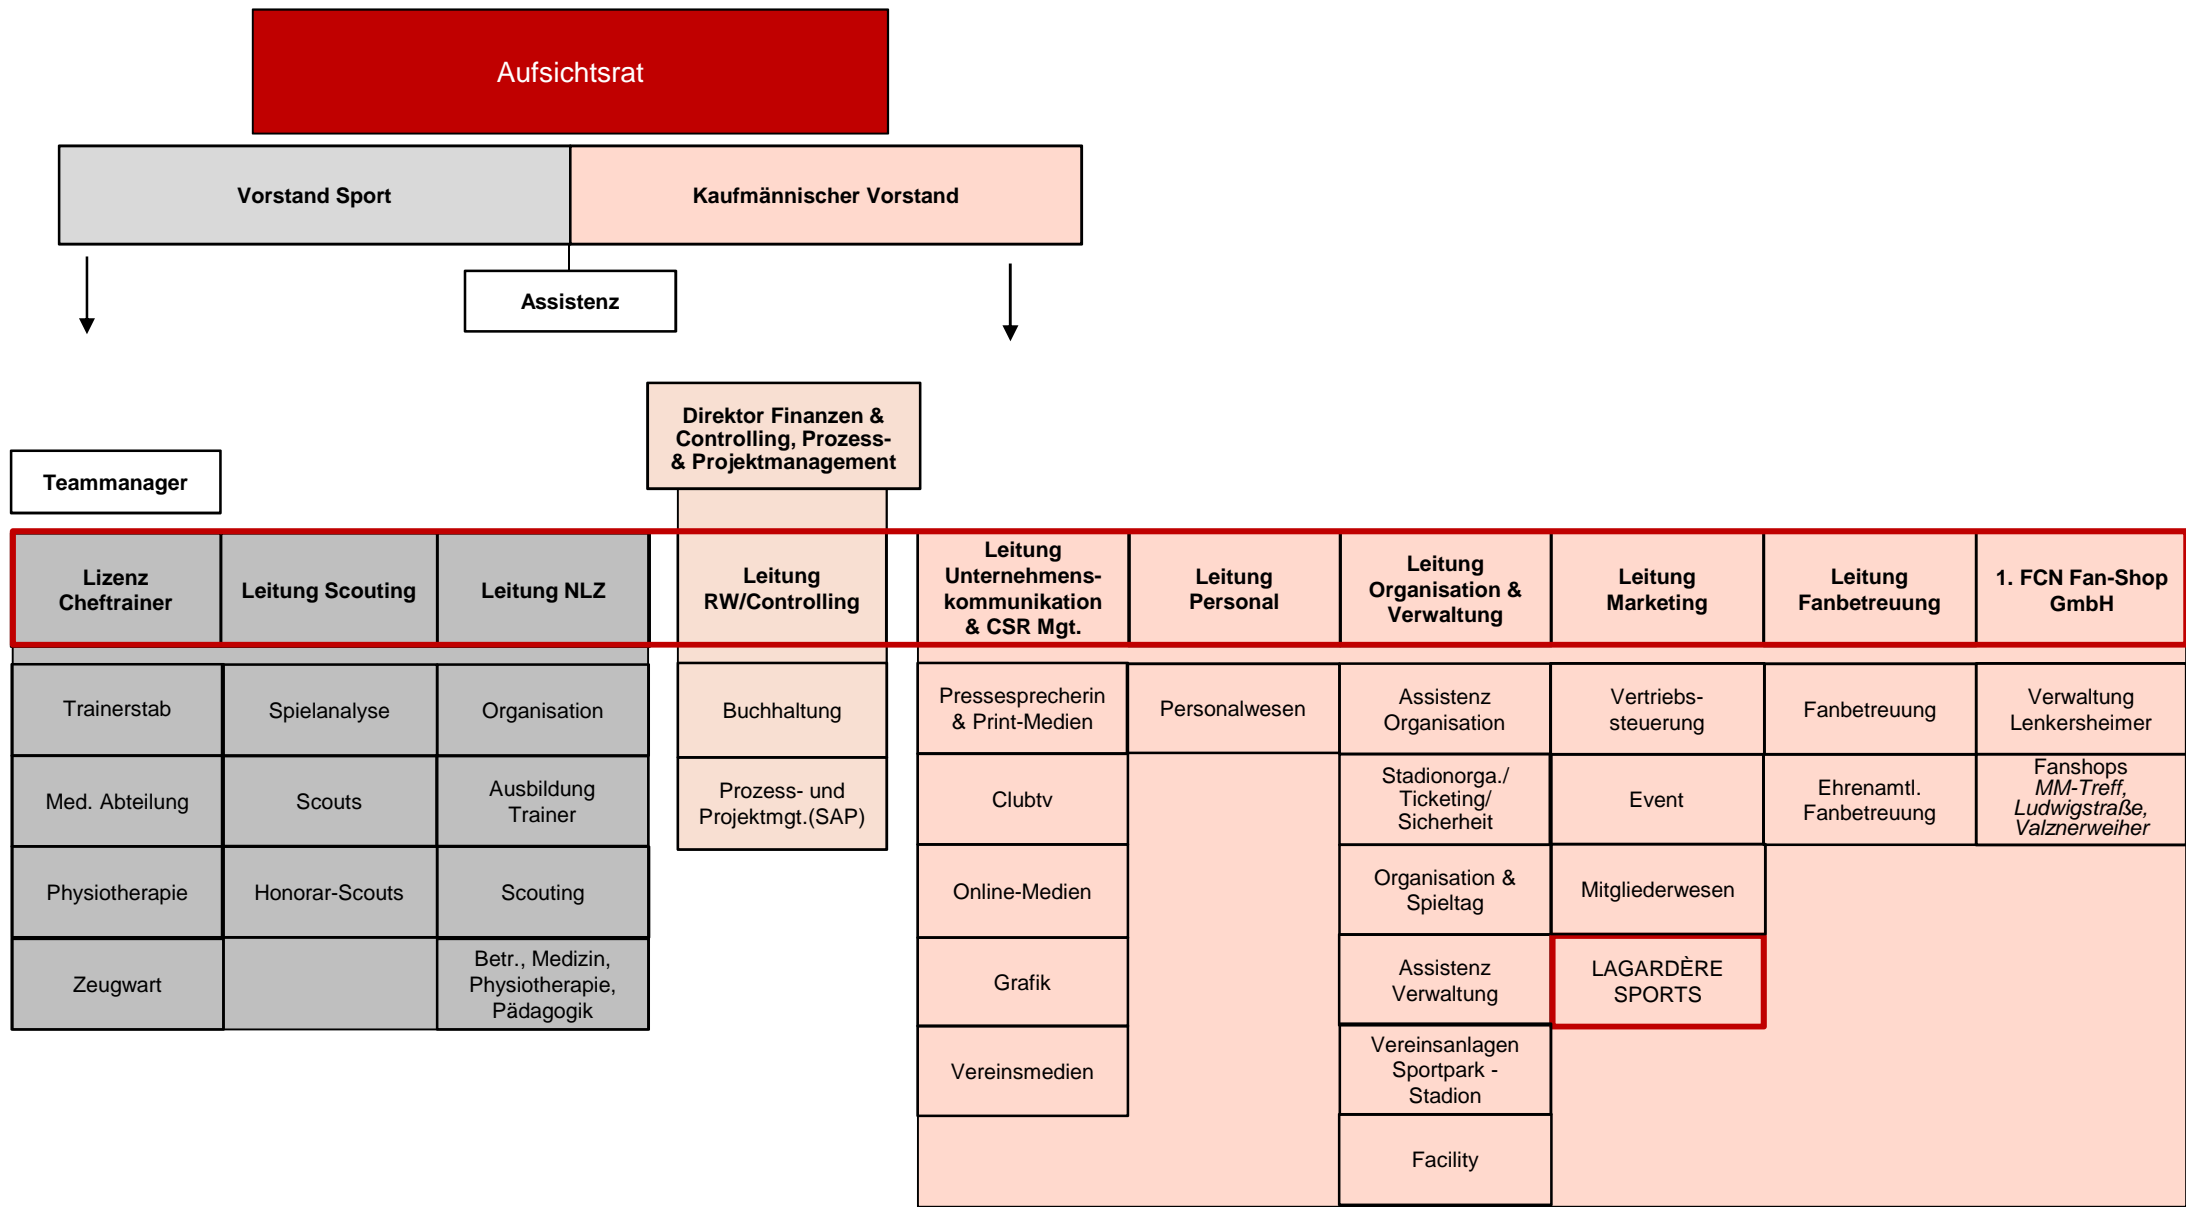 Aufsichtsrat
Vorstand Sport
Kaufmännischer Vorstand
Assistenz
Direktor Finanzen &
Controlling, Prozess-
& Projektmanagement
Teammanager
Lizenz
Cheftrainer
Leitung Scouting
Leitung NLZ
Leitung
RW/Controlling
Leitung
Unternehmens-
kommunikation
& CSR Mgt.
Leitung
Personal
Leitung
Organisation &
Verwaltung
Leitung
Marketing
Leitung
Fanbetreuung
1. FCN Fan-Shop
GmbH
Trainerstab
Spielanalyse
Organisation
Buchhaltung
Pressesprecherin
& Print-Medien
Personalwesen
Assistenz
Organisation
Vertriebs-
steuerung
Fanbetreuung
Verwaltung
Lenkersheimer
Med. Abteilung
Scouts
Ausbildung
Trainer
Prozess- und
Projektmgt.(SAP)
Clubtv
Stadionorga./
Ticketing/
Sicherheit
Event
Ehrenamtl.
Fanbetreuung
Fanshops
MM-Treff,
Ludwigstraße,
Valznerweiher
Physiotherapie
Honorar-Scouts
Scouting
Online-Medien
Organisation &
Spieltag
Mitgliederwesen
Zeugwart
Betr., Medizin,
Physiotherapie,
Pädagogik
Grafik
Assistenz
Verwaltung
LAGARDÈRE
SPORTS
Vereinsmedien
Vereinsanlagen
Sportpark -
Stadion
Facility